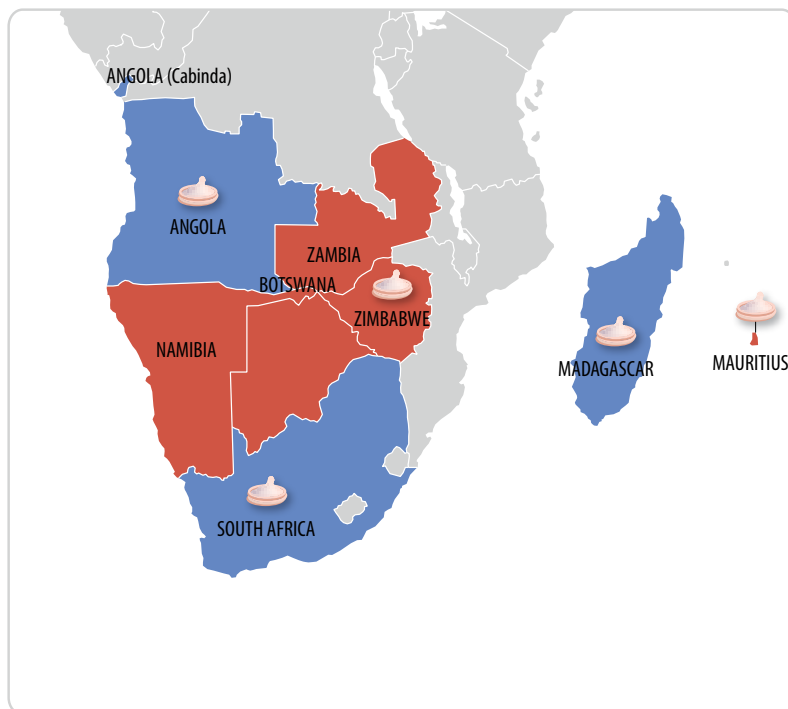 ANGOLA (Cabinda)
ANGOLA
ZAMBIA
BOTSWANA
ZIMBABWE
NAMIBIA
MADAGASCAR
MAURITIUS
SOUTH AFRICA